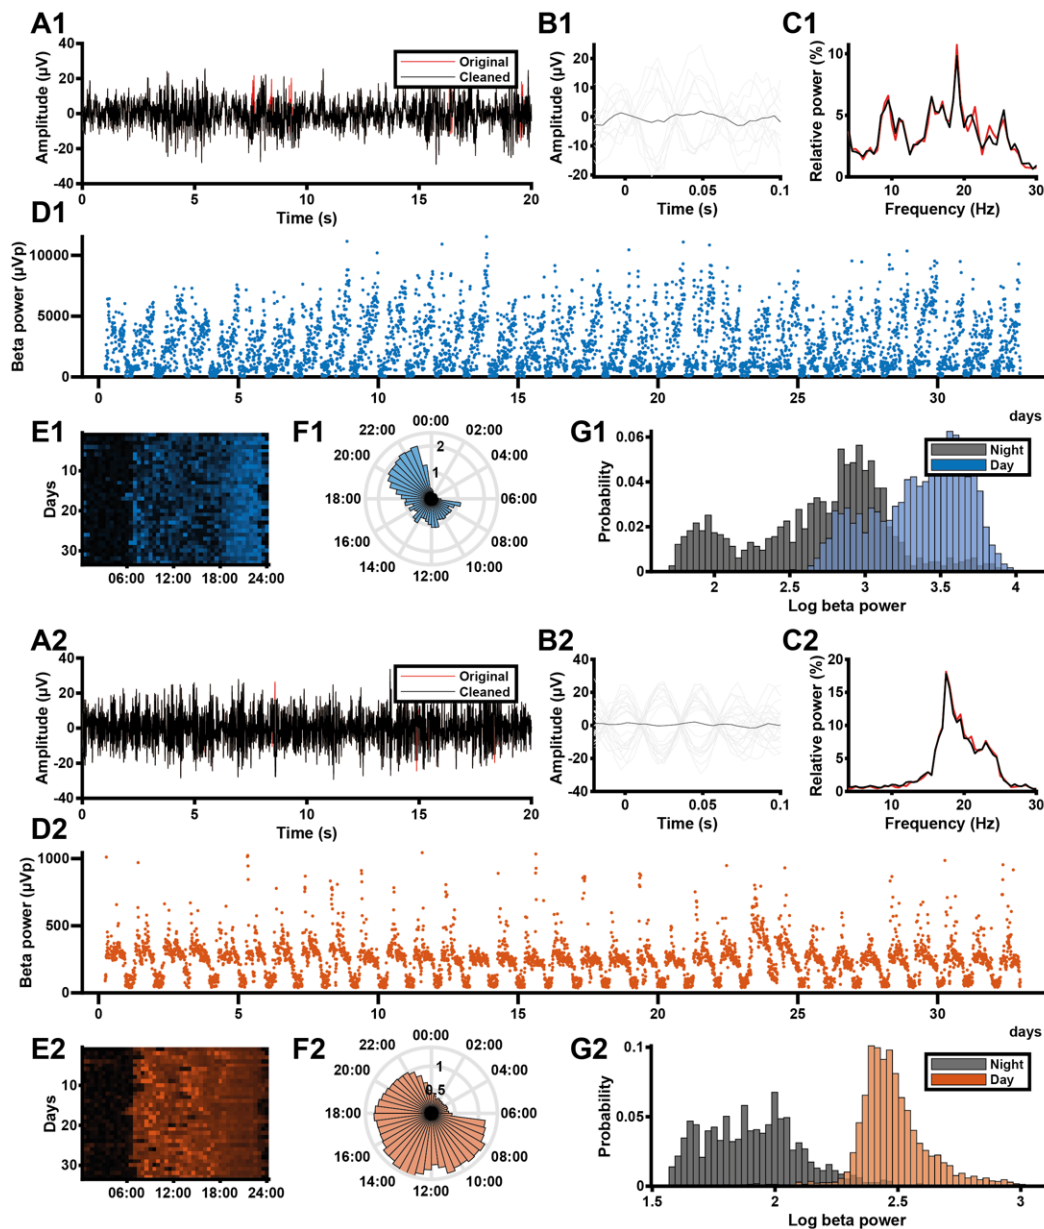 A1
40
20
0
-20
-40
Amplitude (µV)
0
5
10
15
20
Time (s)
Original
Cleaned
B1
20
10
0
-10
-20
Amplitude (µV)
0
0.05
0.1
Time (s)
C1
10
5
0
Relative power (%)
10
20
30
Frequency (Hz)
D1
10000
5000
0
Beta power (µVp)
0
5
10
15
20
25
30
days
E1
Days
10
20
30
06:00
12:00
18:00
24:00
F1
00:00
02:00
04:00
06:00
08:00
10:00
12:00
14:00
16:00
18:00
20:00
22:00
2
1
G1
0.06
0.04
0.02
0
Probability
2
2.5
3
3.5
4
Log beta power
Night
Day
A2
40
20
0
-20
-40
Amplitude (µV)
0
5
10
15
20
Time (s)
Original
Cleaned
B2
40
20
0
-20
-40
Amplitude (µV)
0
0.05
0.1
Time (s)
C2
20
15
10
5
0
Relative power (%)
10
20
30
Frequency (Hz)
D2
1000
500
0
Beta power (µVp)
0
5
10
15
20
25
30
days
E2
Days
10
20
30
06:00
12:00
18:00
24:00
F2
00:00
02:00
04:00
06:00
08:00
10:00
12:00
14:00
16:00
18:00
20:00
22:00
1
0.5
G2
0.1
0.05
0
Probability
1.5
2
2.5
3
Log beta power
Night
Day